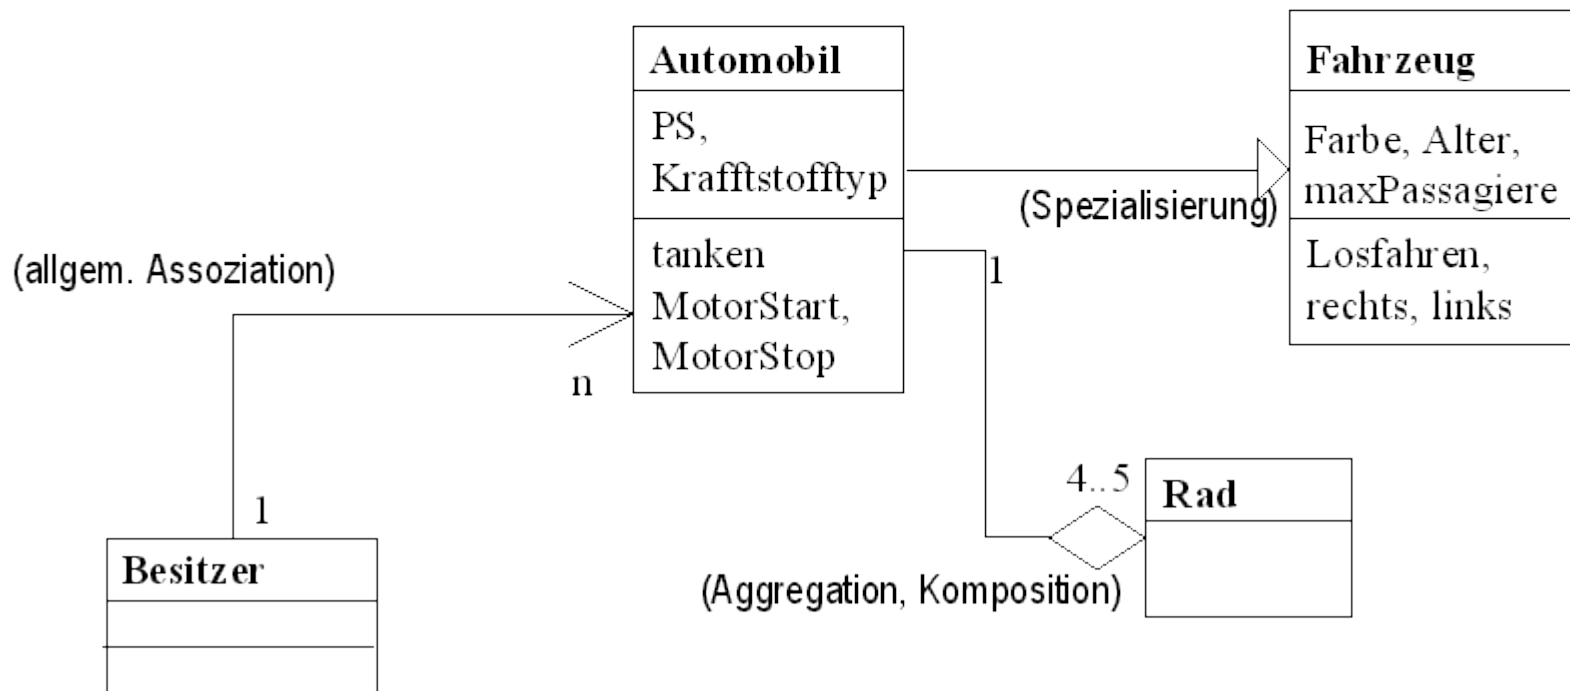 Automobil
PS,
Krafftstofftyp
tanken
MotorStart,
MotorStop
Fahrzeug
Farbe, Alter,
maxPassagiere
Losfahren,
rechts, links
(Spezialisierung)
(allgem. Assoziation)
n
1
1
4..5
Rad
(Aggregation, Komposition)
Besitzer